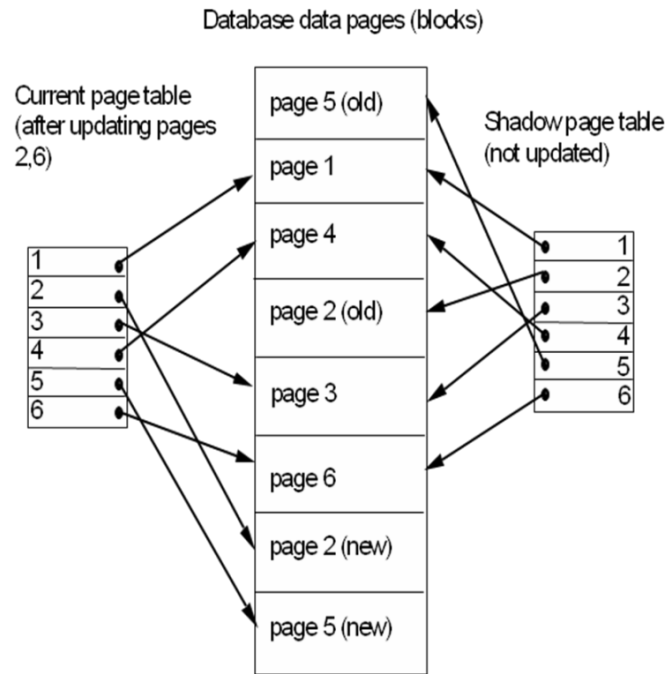 Database data pages (blocks)
Current page table
(after updating pages
2,6)
1
2
3
4
5
6
page 5 (old)
page 1
page 4
page 2 (old)
page 3
page 6
page 2 (new)
page 5 (new)
Shadow page table
(not updated)
1
2
3
4
5
6